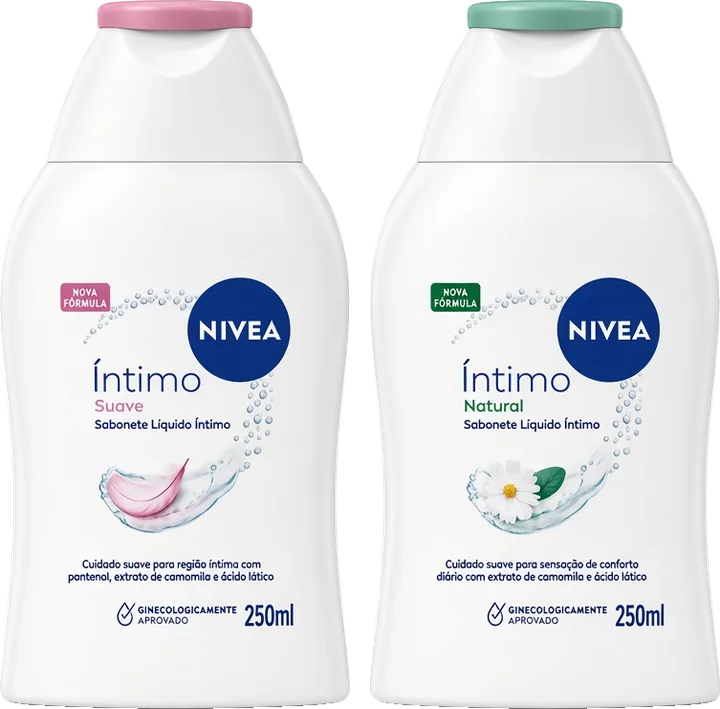 NOVA
FÓRMULA
NIVEA
Íntimo
Suave
Sabonete Líquido Íntimo
Cuidado suave para região íntima com
pantenol, extrato de camomila e ácido lático
GINECOLOGICAMENTE
APROVADO
250ml
NOVA
FÓRMULA
NIVEA
Íntimo
Natural
Sabonete Líquido Íntimo
Cuidado suave para sensação de conforto
diário com extrato de camomila e ácido lático
GINECOLOGICAMENTE
APROVADO
250ml